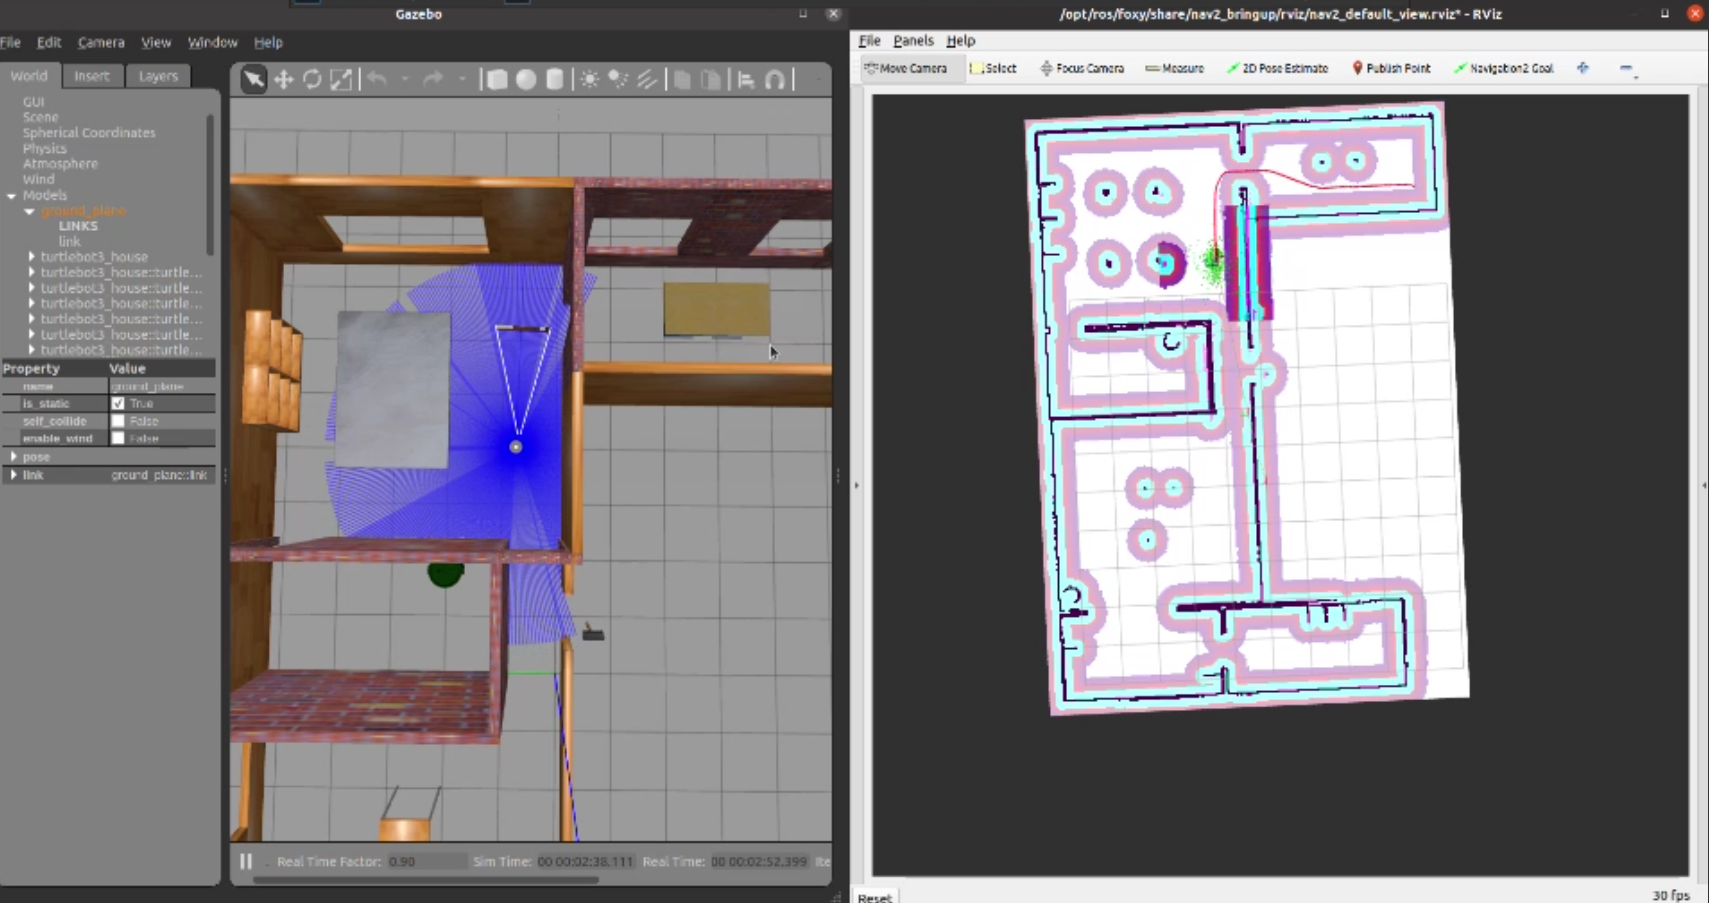 Gazebo
File Edit Camera View Window Help
World Insert Layers
GUI
Scene
Spherical Coordinates
Physics
Atmosphere
Wind
Models
ground_plane
LINKS
link
turtlebot3_house
turtlebot3_house::turtle...
turtlebot3_house::turtle...
turtlebot3_house::turtle...
turtlebot3_house::turtle...
turtlebot3_house::turtle...
turtlebot3_house::turtle...
Property Value
name ground_plane
is_static True
self_collide False
enable_wind False
pose
link ground_plane::link
Real Time Factor: 0.90 Sim Time: 00 00:02:38.111 Real Time: 00 00:02:52.399 Ite
/opt/ros/foxy/share/nav2_bringup/rviz/nav2_default_view.rviz* - RViz
File Panels Help
Move Camera Select Focus Camera Measure 2D Pose Estimate Publish Point Navigation2 Goal
Reset 30 fps